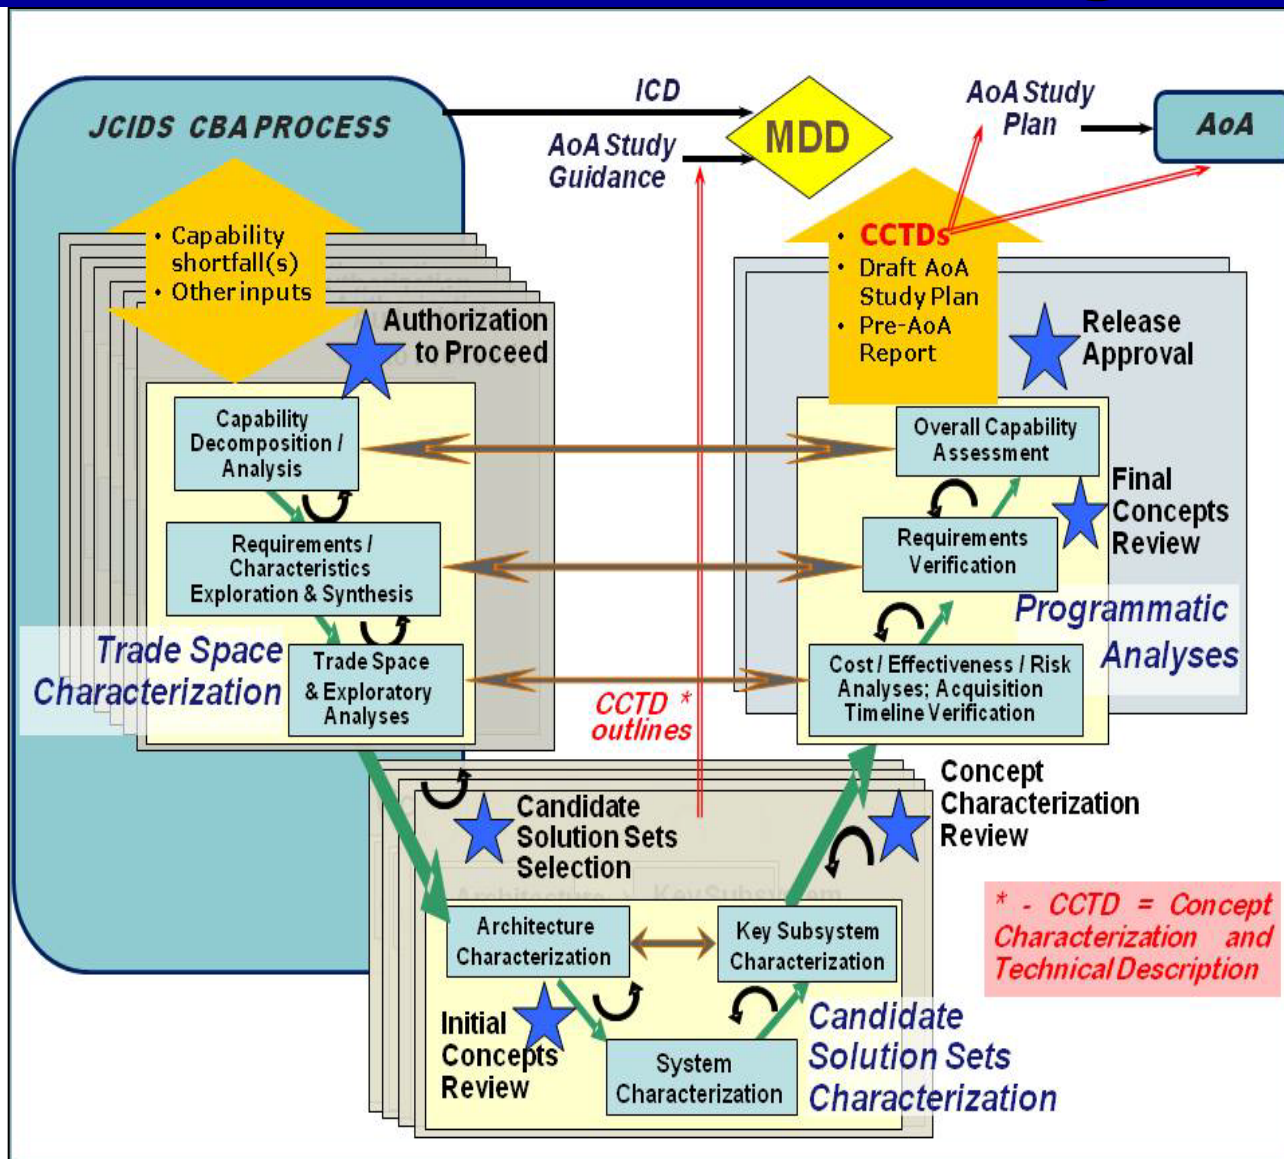 JCIDS CBA PROCESS
ICD
AoA Study
Guidance
MDD
AoA Study
Plan
AoA
• Capability
shortfall(s)
• Other inputs
• CCTDs
• Draft AoA
Study Plan
• Pre-AoA
Report
Authorization
to Proceed
Release
Approval
Capability
Decomposition /
Analysis
Overall Capability
Assessment
Final
Concepts
Review
Requirements /
Characteristics
Exploration & Synthesis
Requirements
Verification
Trade Space
Characterization
Programmatic
Analyses
Trade Space
& Exploratory
Analyses
Cost / Effectiveness / Risk
Analyses; Acquisition
Timeline Verification
CCTD *
outlines
Candidate
Solution Sets
Selection
Concept
Characterization
Review
Architecture
Characterization
Key Subsystem
Characterization
* - CCTD = Concept
Characterization and
Technical Description
Initial
Concepts
Review
System
Characterization
Candidate
Solution Sets
Characterization